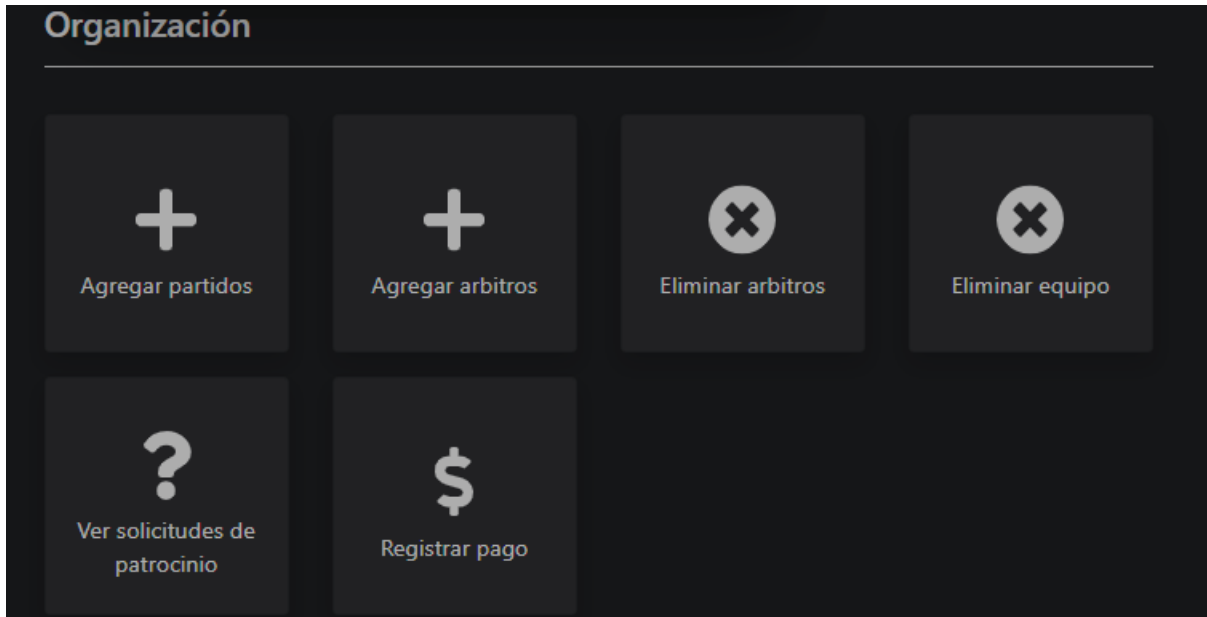 Organización
Agregar partidos
Agregar arbitros
Eliminar arbitros
Eliminar equipo
Ver solicitudes de
patrocinio
Registrar pago